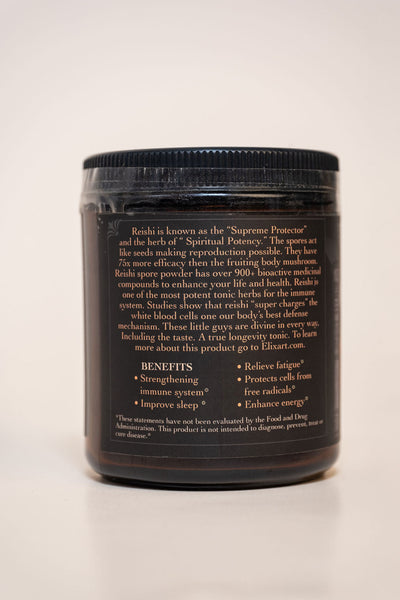 Reishi is known as the "Supreme Protector"
and the herb of " Spiritual Potency." The spores act
like seeds making reproduction possible. They have
75x more efficacy then the fruiting body mushroom.
Reishi spore powder has over 900+ bioactive medicinal
compounds to enhance your life and health. Reishi is
one of the most potent tonic herbs for the immune
system. Studies show that reishi "super charges" the
white blood cells one our body's best defense
mechanism. These little guys are divine in every way,
Including the taste. A true longevity tonic. To learn
more about this product go to Elixart.com.
BENEFITS
• Strengthening
immune system°
• Improve sleep °
• Relieve fatigue°
• Protects cells from
free radicals°
• Enhance energy°
°These statements have not been evaluated by the Food and Drug
Administration. This product is not intended to diagnose, prevent, treat or
cure disease.°